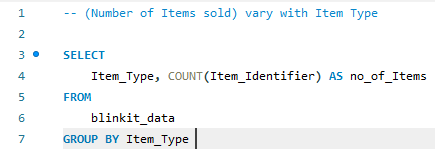 1 -- (Number of Items sold) vary with Item Type
2
3 SELECT
4 Item_Type, COUNT(Item_Identifier) AS no_of_Items
5 FROM
6 blinkit_data
7 GROUP BY Item_Type